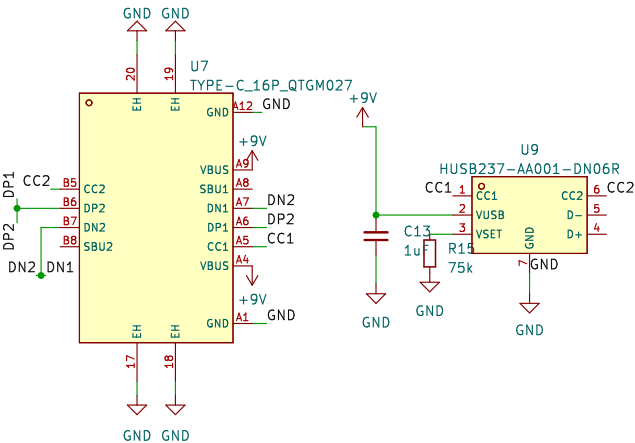 GND GND
U7
TYPE-C_16P_QTGM027
20 19
EH EH
GND A12 GND
+9V
VBUS A9
SBU1 A8
DN1 A7 DN2
DP1 A6 DP2
CC1 A5 CC1
VBUS A4
+9V
GND A1 GND
CC2 B5 CC2
DP1
B6 DP2
DP2
B7 DN2
B8 SBU2
DN2 DN1
EH EH
17 18
GND GND
+9V
U9
HUSB237-AA001-DN06R
CC1 1 CC1 CC2 6 CC2
2 VUSB D- 5
3 VSET D+ 4
GND
7 GND
C13
1uF
R15
75k
GND
GND
GND